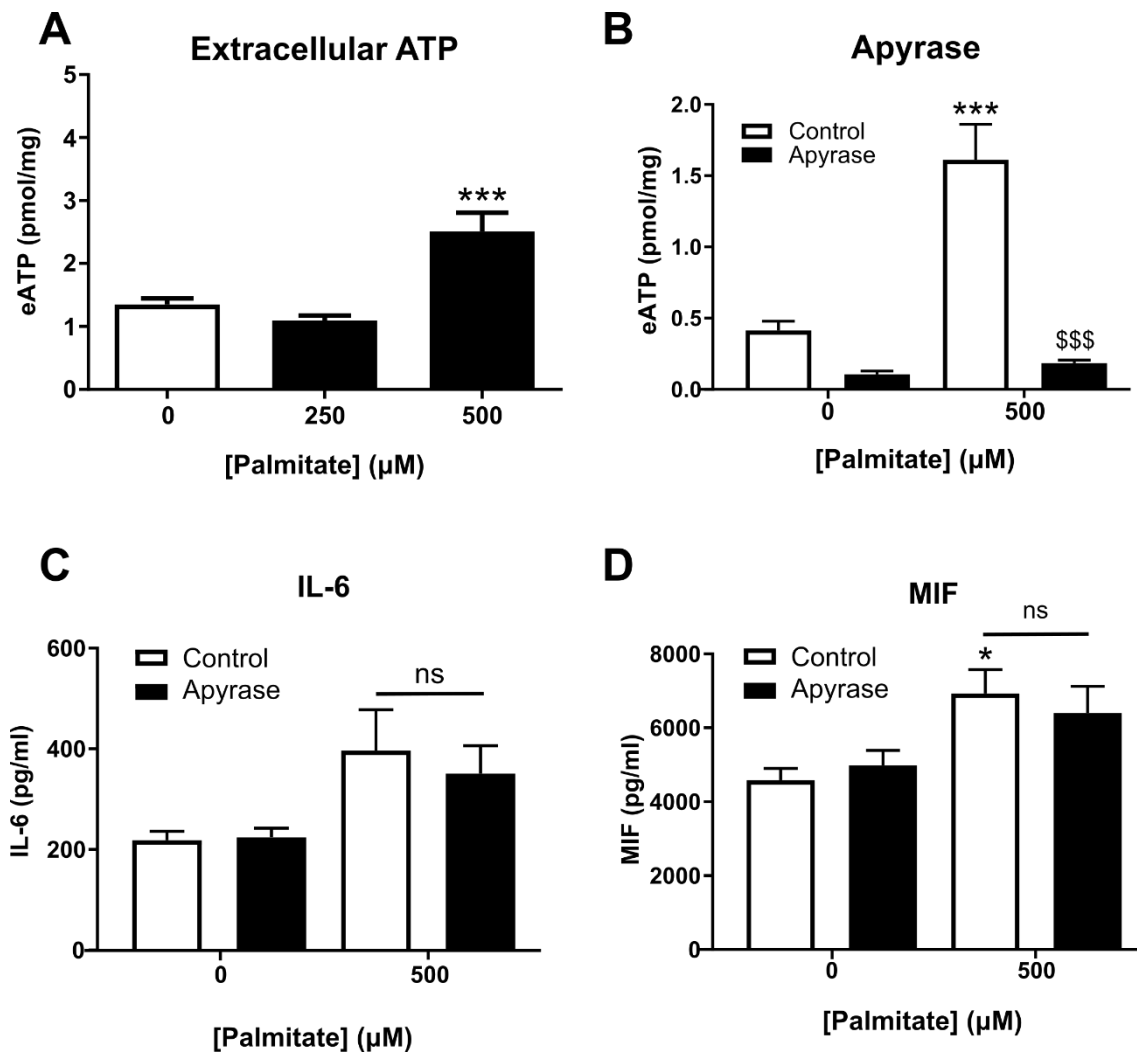 A
Extracellular ATP
5
4
3
2
1
0
eATP (pmol/mg)
***
0 250 500
[Palmitate] (µM)
B
Apyrase
2.0
1.5
1.0
0.5
0.0
eATP (pmol/mg)
Control
Apyrase
***
$$$
0 500
[Palmitate] (µM)
C
IL-6
600
400
200
0
IL-6 (pg/ml)
Control
Apyrase
ns
0 500
[Palmitate] (µM)
D
MIF
8000
6000
4000
2000
0
MIF (pg/ml)
Control
Apyrase
ns
*
0 500
[Palmitate] (µM)